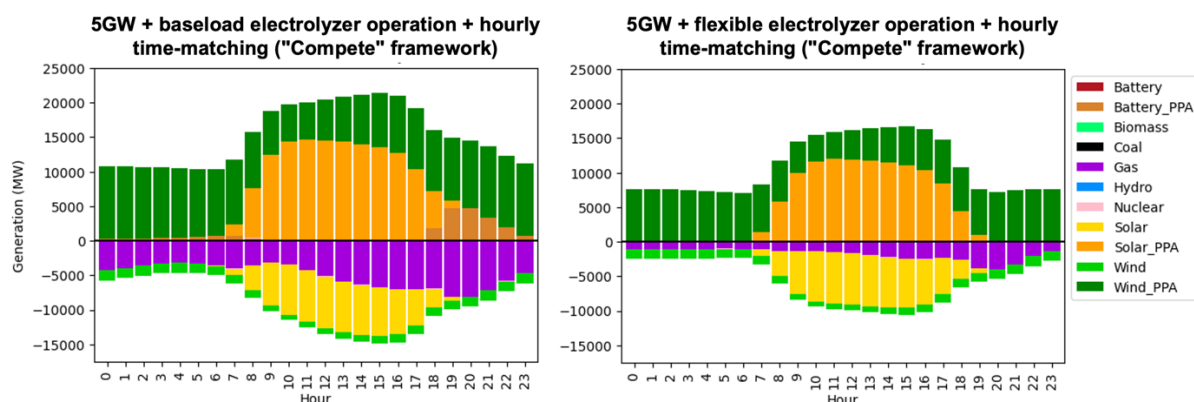 5GW + baseload electrolyzer operation + hourly
time-matching ("Compete" framework)
25000
20000
15000
10000
5000
0
−5000
−10000
−15000
Generation (MW)
0 1 2 3 4 5 6 7 8 9 10 11 12 13 14 15 16 17 18 19 20 21 22 23
Hour
5GW + flexible electrolyzer operation + hourly
time-matching ("Compete" framework)
25000
20000
15000
10000
5000
0
−5000
−10000
−15000
0 1 2 3 4 5 6 7 8 9 10 11 12 13 14 15 16 17 18 19 20 21 22 23
Hour
Battery
Battery_PPA
Biomass
Coal
Gas
Hydro
Nuclear
Solar
Solar_PPA
Wind
Wind_PPA